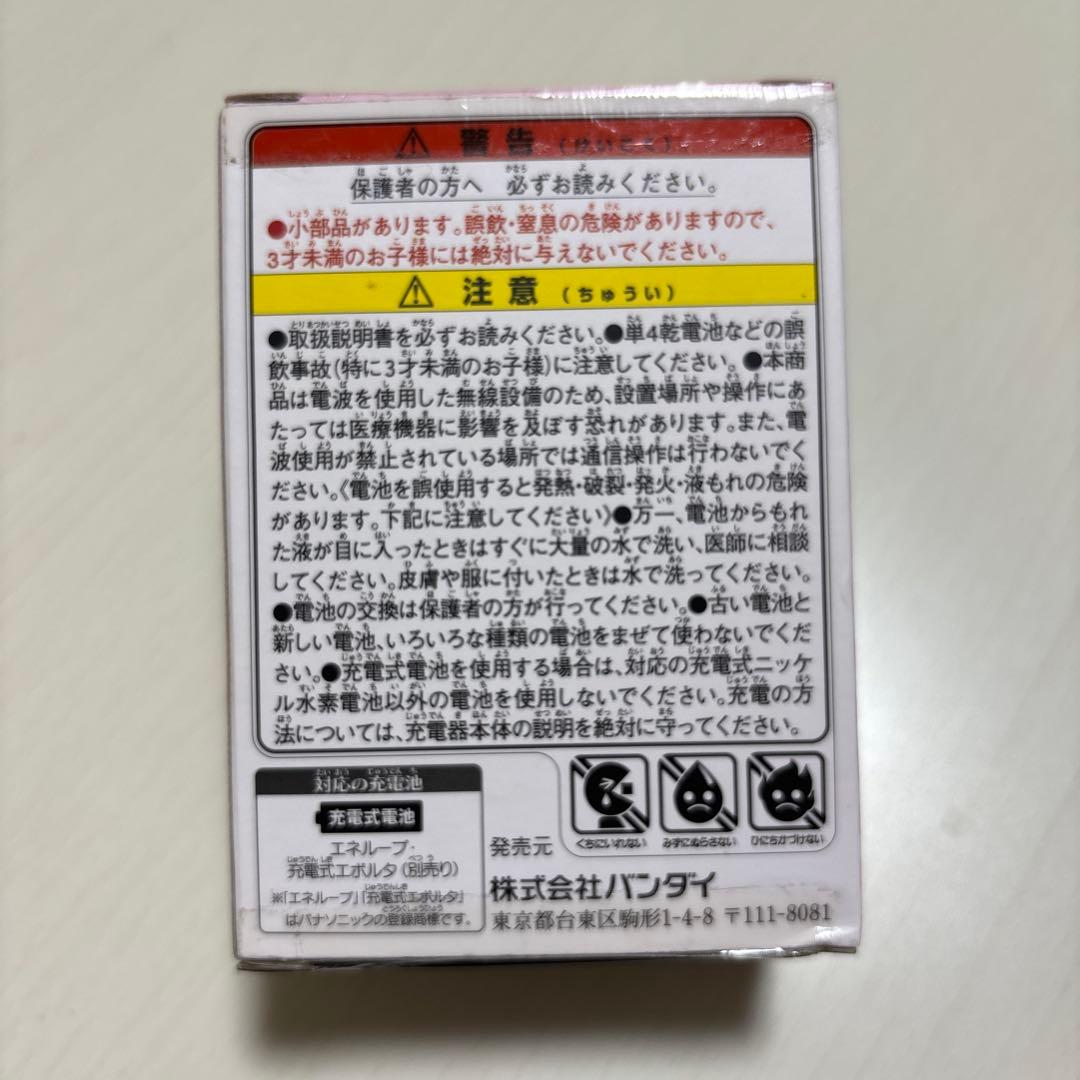 警告 (けいこく)
保護者の方へ 必ずお読みください。
●小部品があります。誤飲・窒息の危険がありますので、
3才未満のお子様には絶対に与えないでください。
注意 (ちゅうい)
●取扱説明書を必ずお読みください。●単4乾電池などの誤
飲事故(特に3才未満のお子様)に注意してください。●本商
品は電波を使用した無線設備のため、設置場所や操作にあ
たっては医療機器に影響を及ぼす恐れがあります。また、電
波使用が禁止されている場所では通信操作は行わないでく
ださい。《電池を誤使用すると発熱・破裂・発火・液もれの危険
があります。下記に注意してください》●万一、電池からもれ
た液が目に入ったときはすぐに大量の水で洗い、医師に相談
してください。皮膚や服に付いたときは水で洗ってください。
●電池の交換は保護者の方が行ってください。●古い電池と
新しい電池、いろいろな種類の電池をまぜて使わないでくだ
さい。●充電式電池を使用する場合は、対応の充電式ニッケ
ル水素電池以外の電池を使用しないでください。充電の方
法については、充電器本体の説明を絶対に守ってください。
対応の充電池
充電式電池
エネループ・
充電式エボルタ(別売り)
※「エネループ」「充電式エボルタ」
はパナソニックの登録商標です。
くちにいれない みずにぬらさない ひにちかづけない
発売元
株式会社バンダイ
東京都台東区駒形1-4-8 〒111-8081